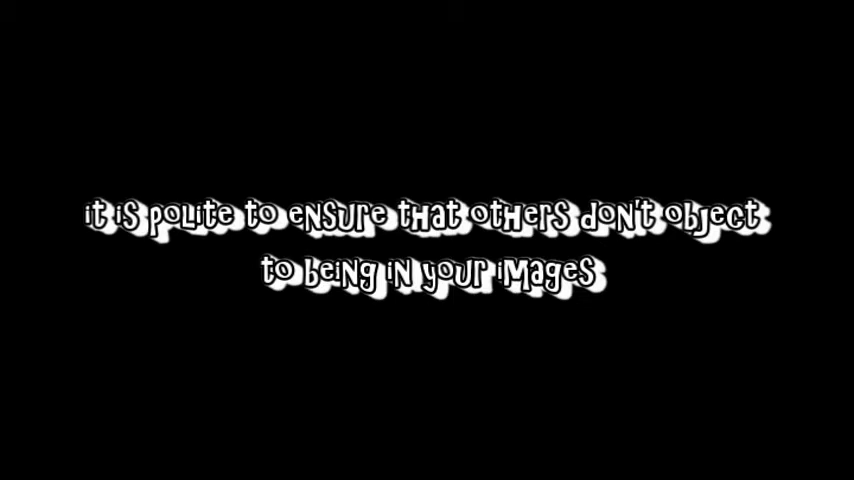 it is polite to ensure that others don't object
to being in your images